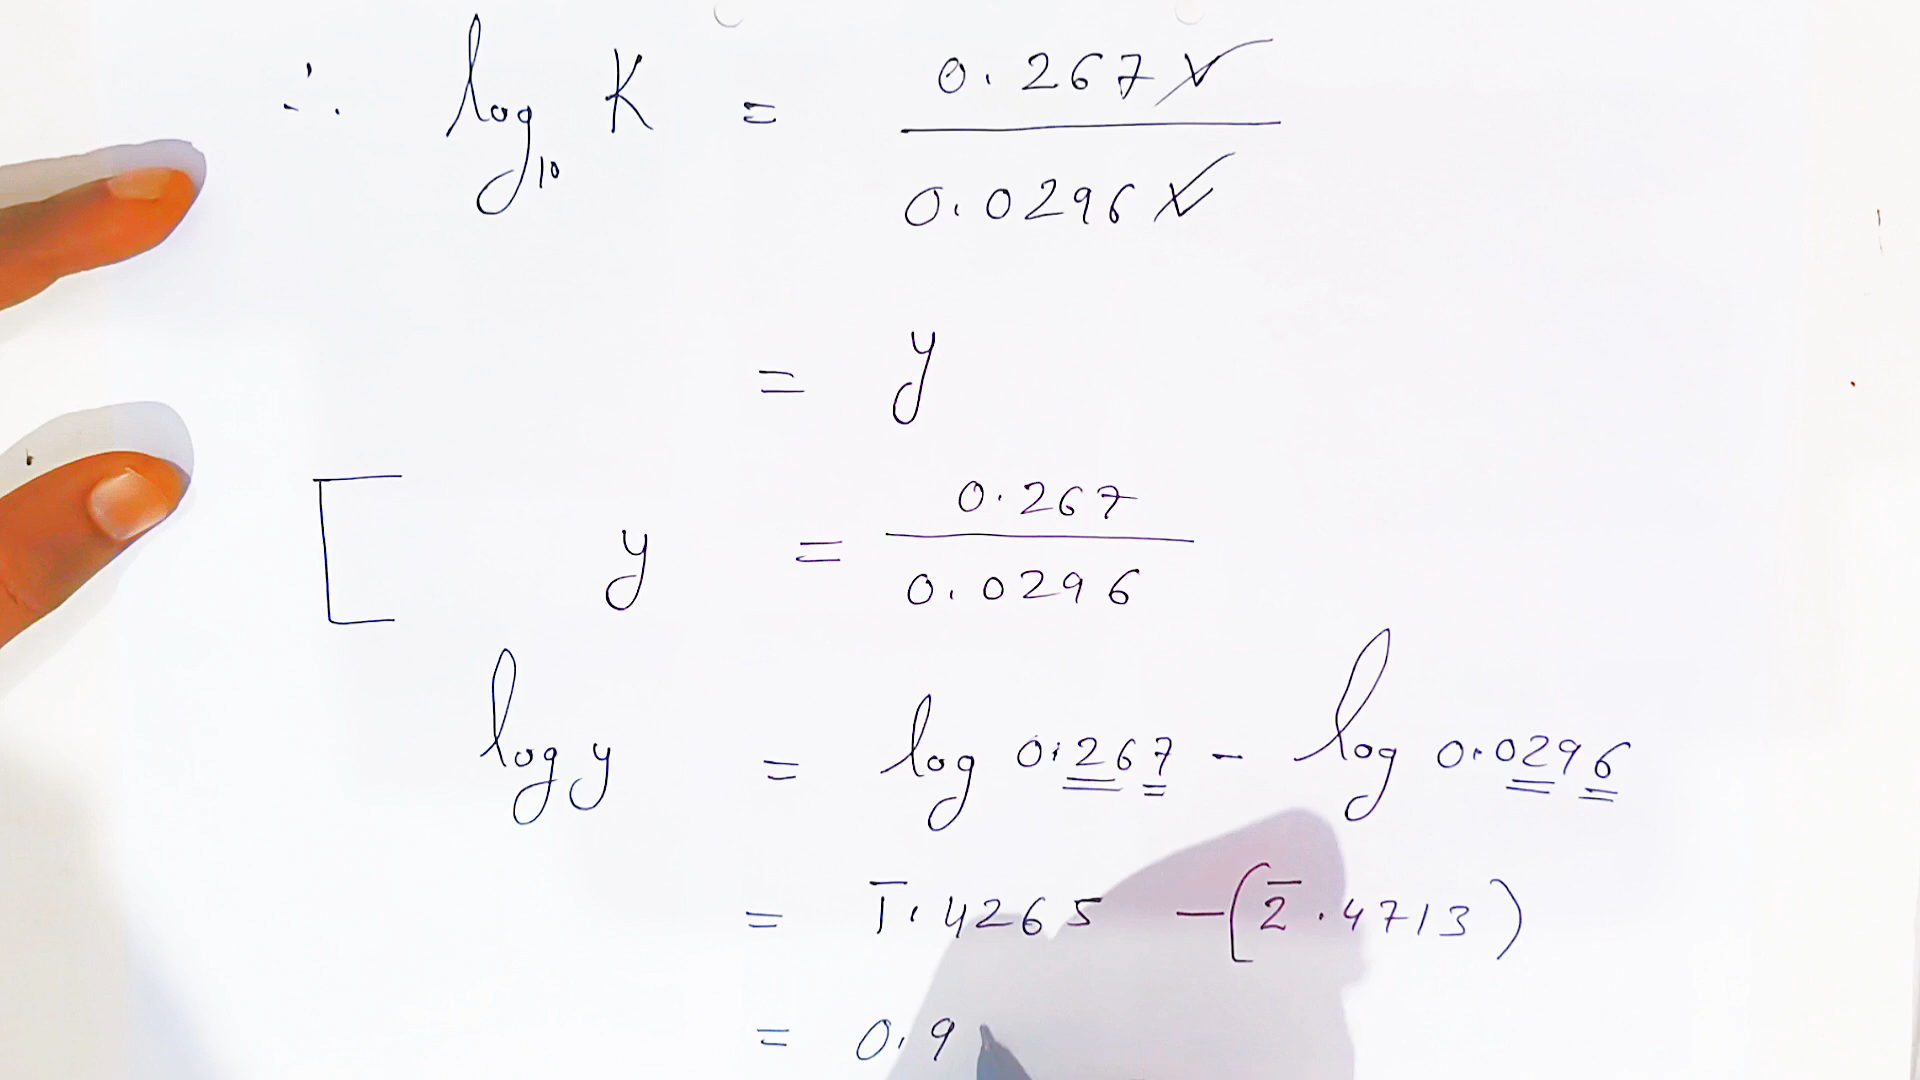 ∴ log₁₀ K = 0.267 V / 0.0296 V
= y
[ y = 0.267 / 0.0296
log y = log 0.267 - log 0.0296
= 1̅.4265 - (2̅.4713)
= 0.9